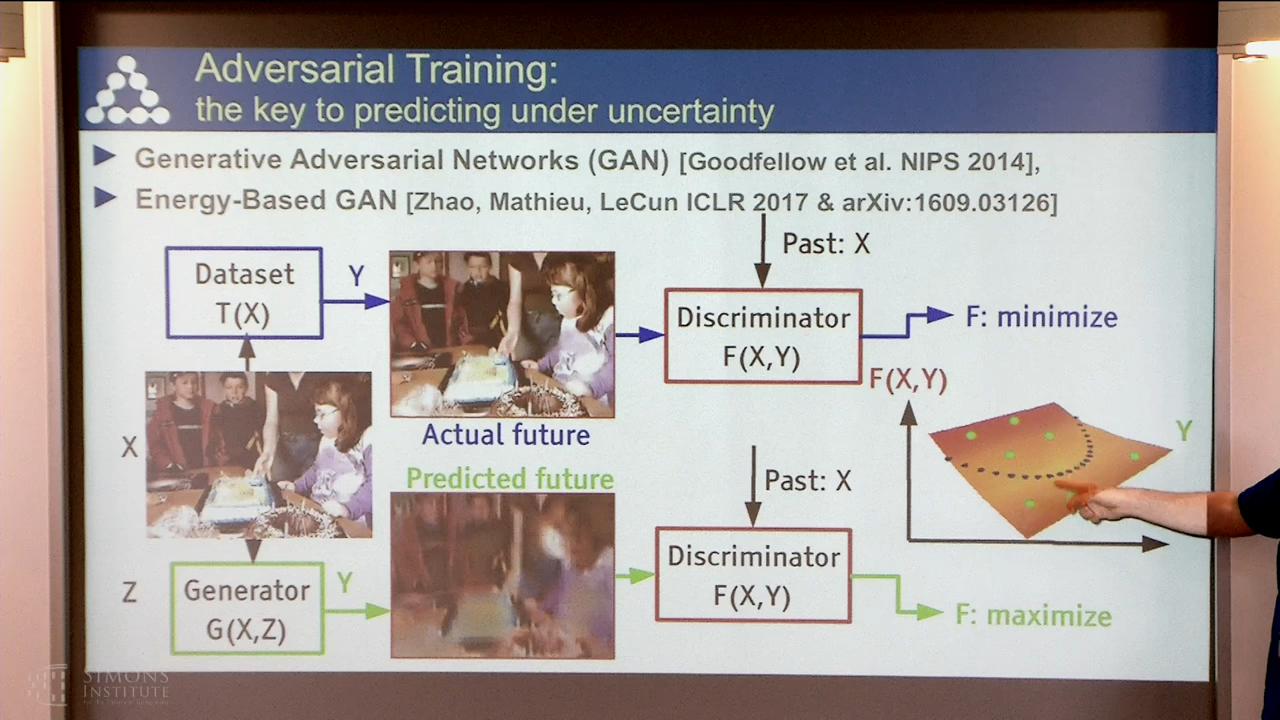 Adversarial Training:
the key to predicting under uncertainty
Generative Adversarial Networks (GAN) [Goodfellow et al. NIPS 2014],
Energy-Based GAN [Zhao, Mathieu, LeCun ICLR 2017 & arXiv:1609.03126]
Past: X
Dataset
T(X)
Y
Discriminator
F(X,Y)
F: minimize
F(X,Y)
Y
X
Actual future
Predicted future
Past: X
Z
Generator
G(X,Z)
Y
Discriminator
F(X,Y)
F: maximize
SIMONS
INSTITUTE